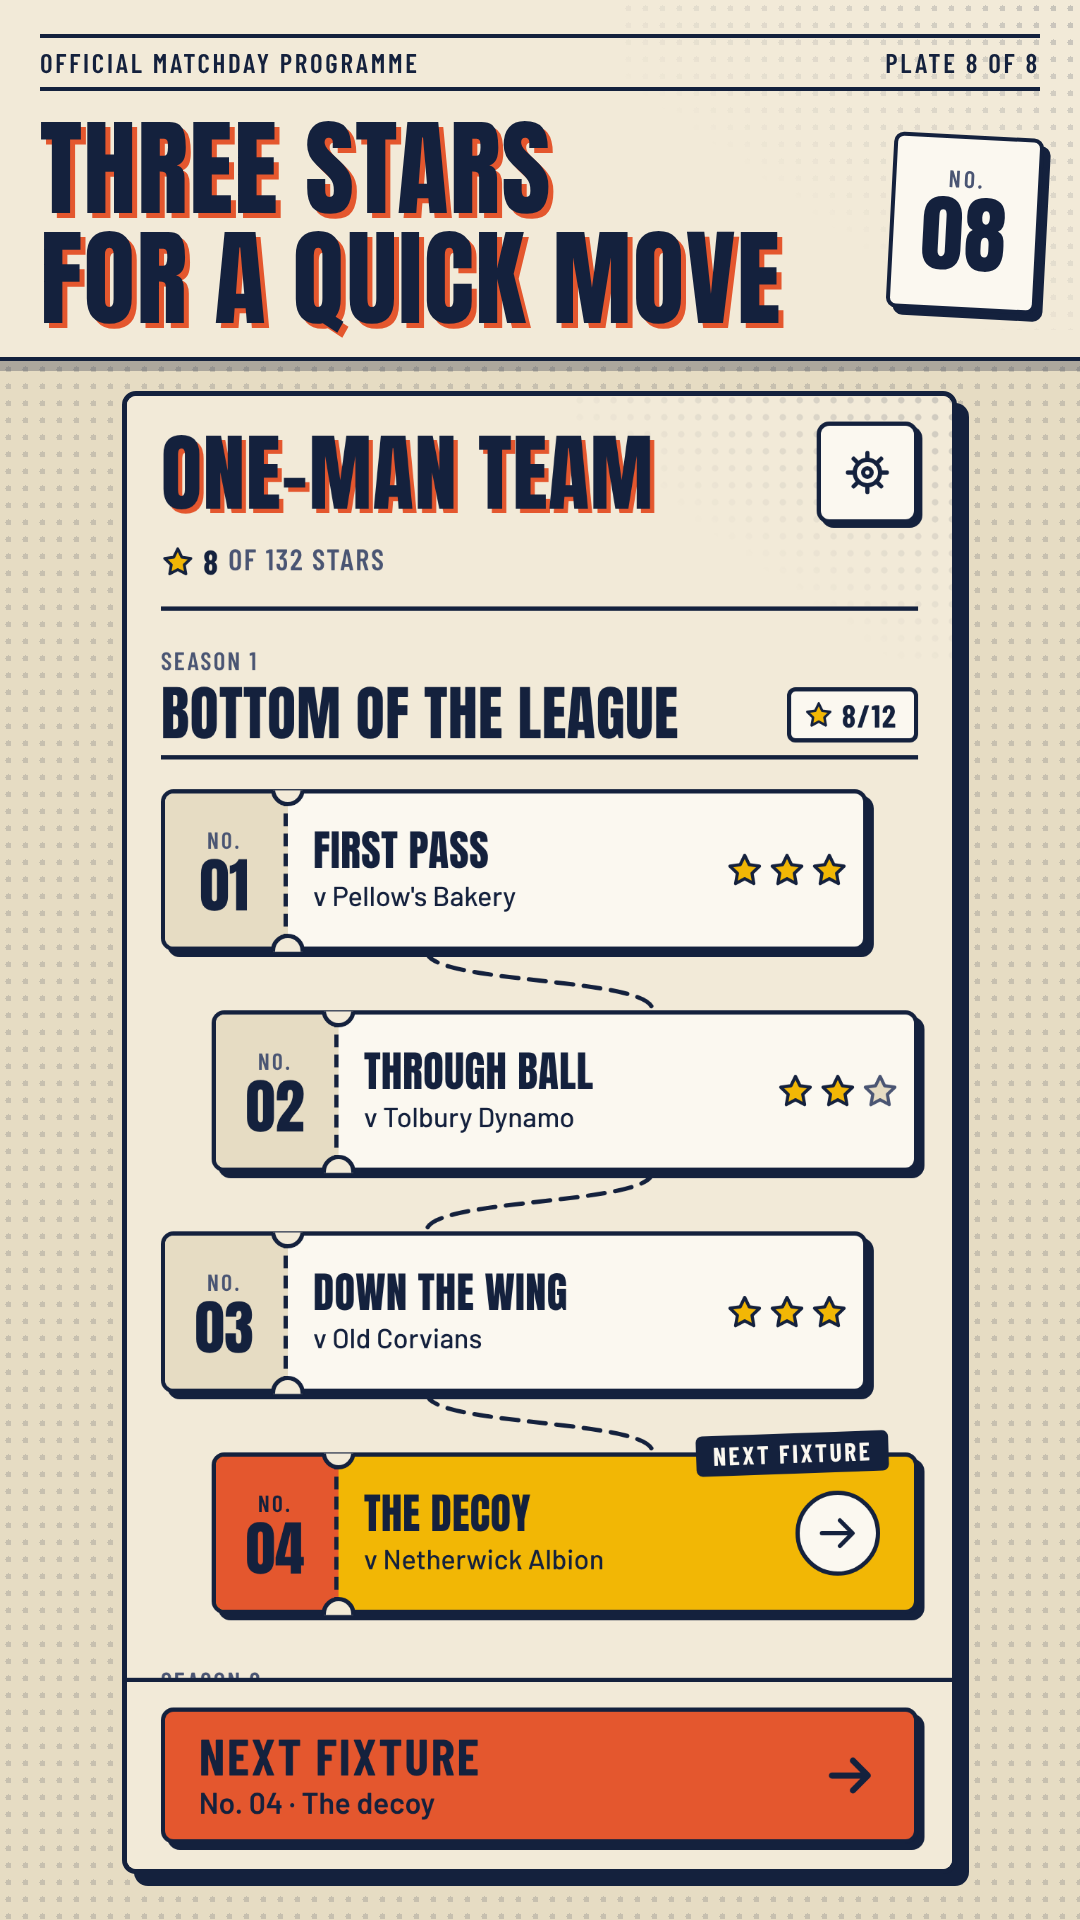 OFFICIAL MATCHDAY PROGRAMME
PLATE 8 OF 8
THREE STARS
FOR A QUICK MOVE
NO.
08
ONE-MAN TEAM
8 OF 132 STARS
SEASON 1
BOTTOM OF THE LEAGUE
8/12
NO.
01
FIRST PASS
v Pellow's Bakery
NO.
02
THROUGH BALL
v Tolbury Dynamo
NO.
03
DOWN THE WING
v Old Corvians
NEXT FIXTURE
NO.
04
THE DECOY
v Netherwick Albion
NEXT FIXTURE
No. 04 · The decoy